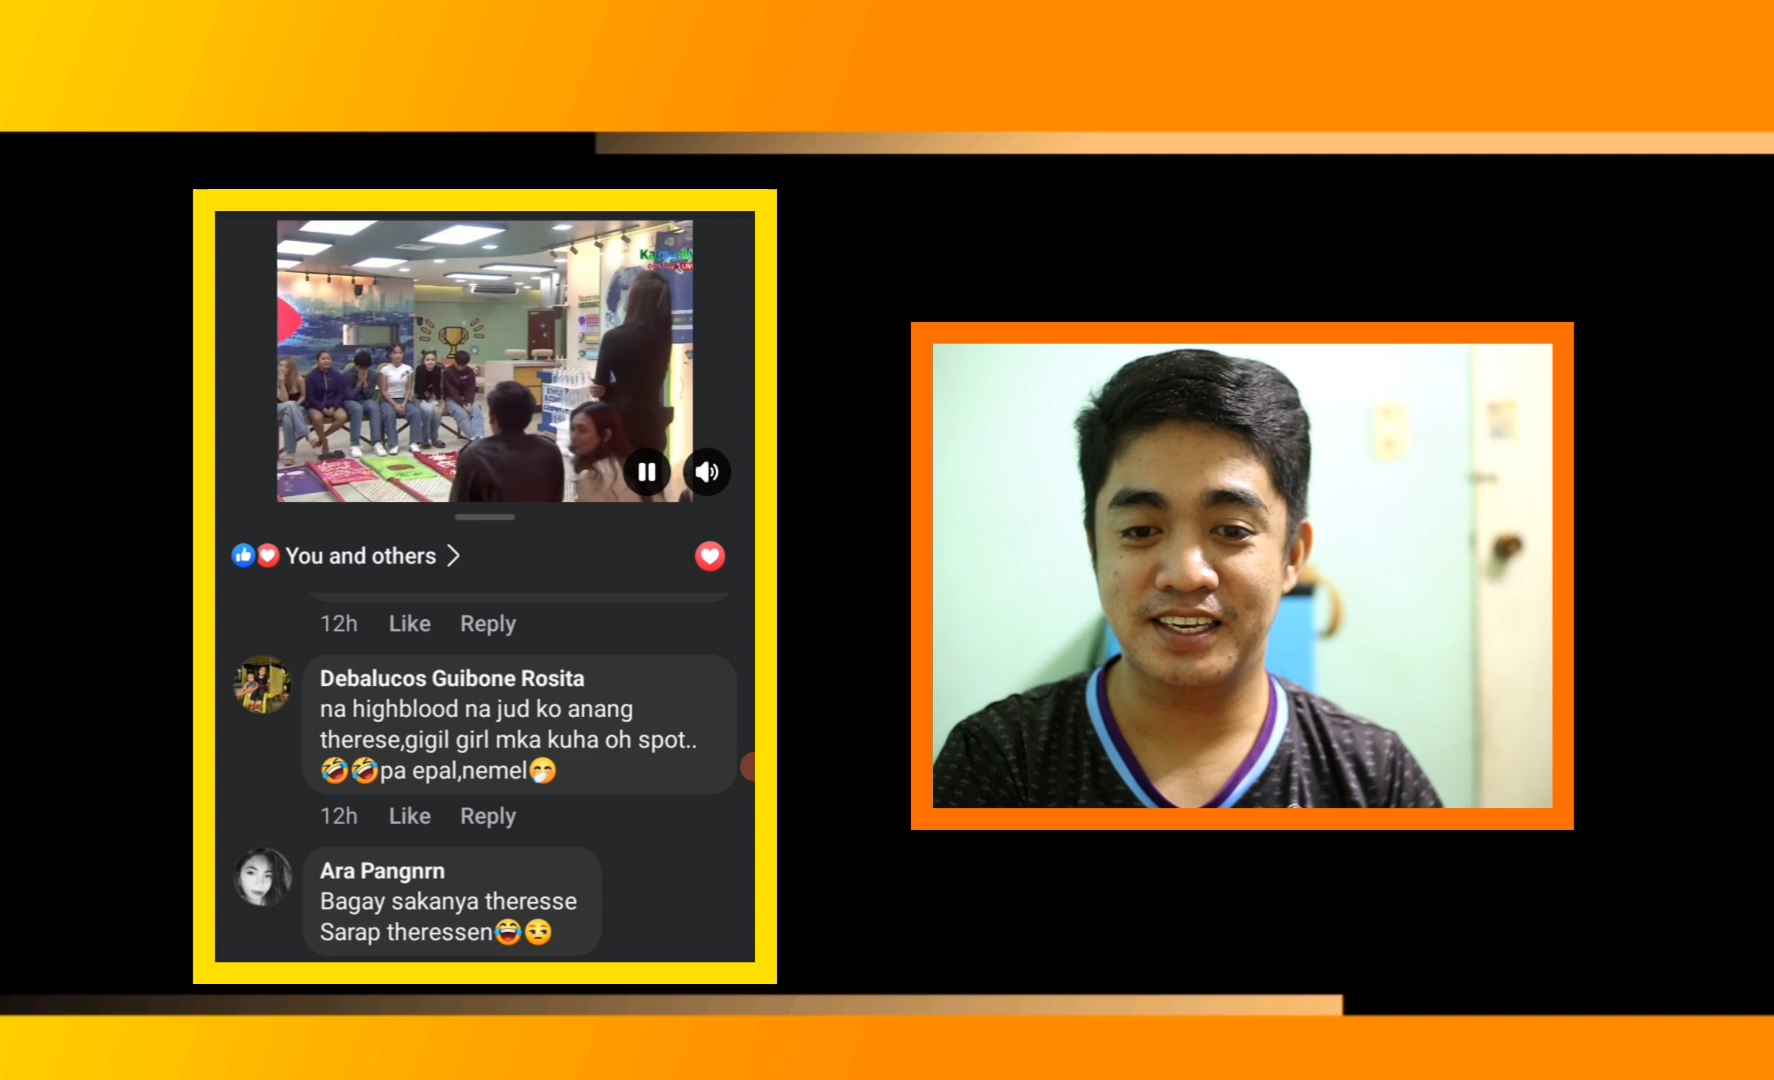 You and others
12h Like Reply
Debalucos Guibone Rosita
na highblood na jud ko anang
therese,gigil girl mka kuha oh spot..
🤣🤣pa epal,nemel🤭
12h Like Reply
Ara Pangnrn
Bagay sakanya theresse
Sarap theressen😂😒